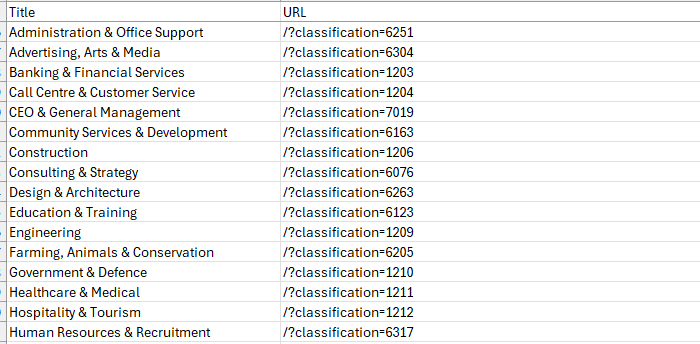 Title URL
Administration & Office Support /?classification=6251
Advertising, Arts & Media /?classification=6304
Banking & Financial Services /?classification=1203
Call Centre & Customer Service /?classification=1204
CEO & General Management /?classification=7019
Community Services & Development /?classification=6163
Construction /?classification=1206
Consulting & Strategy /?classification=6076
Design & Architecture /?classification=6263
Education & Training /?classification=6123
Engineering /?classification=1209
Farming, Animals & Conservation /?classification=6205
Government & Defence /?classification=1210
Healthcare & Medical /?classification=1211
Hospitality & Tourism /?classification=1212
Human Resources & Recruitment /?classification=6317